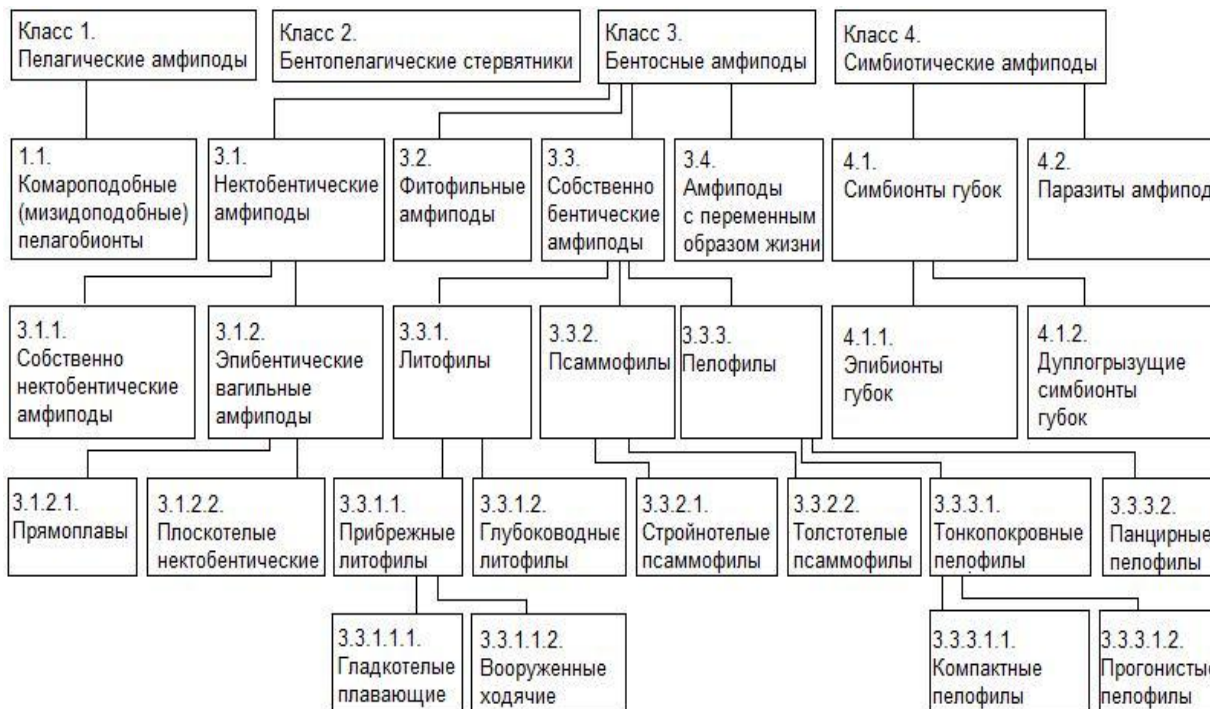 Класс 1.
Пелагические амфиподы
Класс 2.
Бентопелагические стервятники
Класс 3.
Бентосные амфиподы
Класс 4.
Симбиотические амфиподы
1.1.
Комароподобные
(мизидоподобные)
пелагобионты
3.1.
Нектобентические
амфиподы
3.2.
Фитофильные
амфиподы
3.3.
Собственно
бентические
амфиподы
3.4.
Амфиподы
с переменным
образом жизни
4.1.
Симбионты губок
4.2.
Паразиты амфипод
3.1.1.
Собственно
нектобентические
амфиподы
3.1.2.
Эпибентические
вагильные
амфиподы
3.3.1.
Литофилы
3.3.2.
Псаммофилы
3.3.3.
Пелофилы
4.1.1.
Эпибионты
губок
4.1.2.
Дуплогрызущие
симбионты
губок
3.1.2.1.
Прямоплавы
3.1.2.2.
Плоскотелые
нектобентические
3.3.1.1.
Прибрежные
литофилы
3.3.1.2.
Глубоководные
литофилы
3.3.2.1.
Стройнотелые
псаммофилы
3.3.2.2.
Толстотелые
псаммофилы
3.3.3.1.
Тонкопокровные
пелофилы
3.3.3.2.
Панцирные
пелофилы
3.3.1.1.1.
Гладкотелые
плавающие
3.3.1.1.2.
Вооруженные
ходячие
3.3.3.1.1.
Компактные
пелофилы
3.3.3.1.2.
Прогонистые
пелофилы